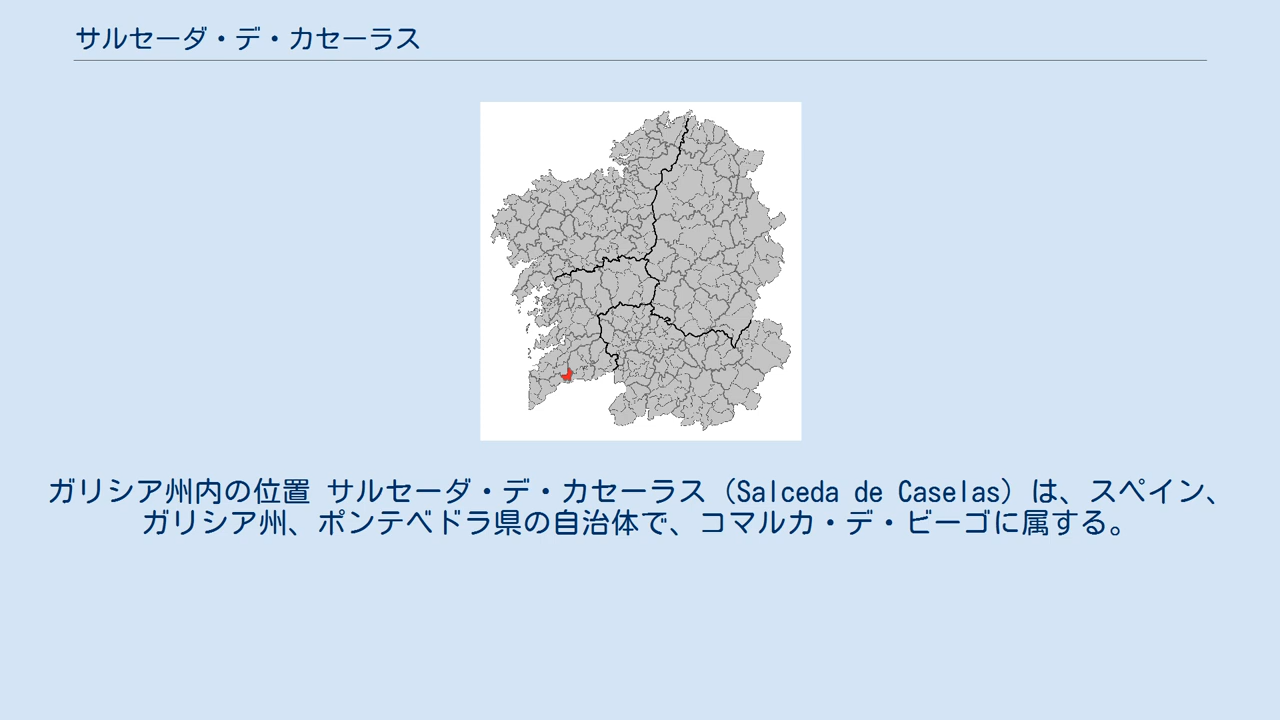 サルセーダ・デ・カセーラス
ガリシア州内の位置 サルセーダ・デ・カセーラス（Salceda de Caselas）は、スペイン、
ガリシア州、ポンテベドラ県の自治体で、コマルカ・デ・ビーゴに属する。